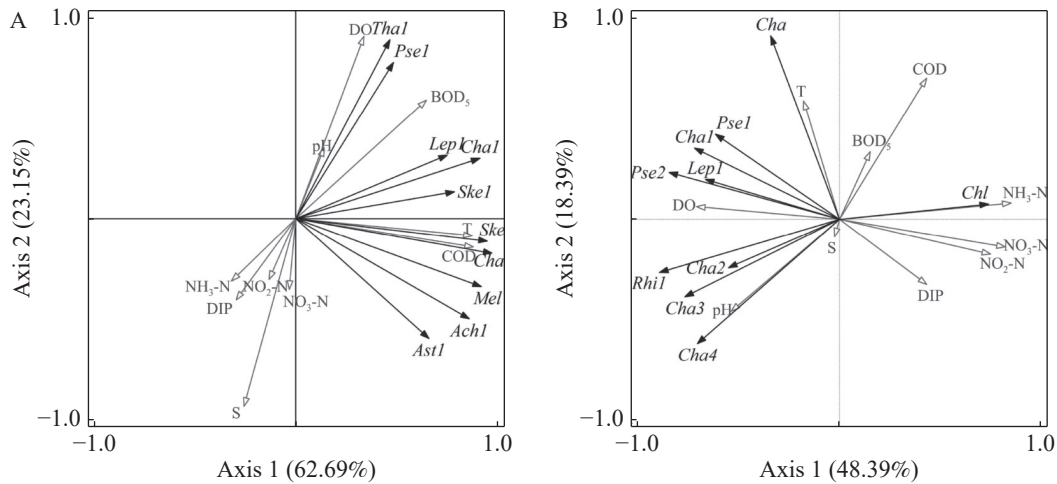 A
1.0
Axis 2 (23.15%)
−1.0
DO
Tha1
Pse1
BOD₅
pH
Lep1
Cha1
Ske1
T
Ske
COD
Cha
NH₃-N
NO₂-N
DIP
NO₃-N
Mel
Ach1
Ast1
S
-1.0
1.0
Axis 1 (62.69%)
B
1.0
Axis 2 (18.39%)
−1.0
Cha
COD
T
Pse1
BOD₅
Cha1
Pse2
Lep1
Chl
NH₃-N
DO
S
NO₃-N
NO₂-N
Cha2
Rhi1
DIP
Cha3
pH
Cha4
-1.0
1.0
Axis 1 (48.39%)